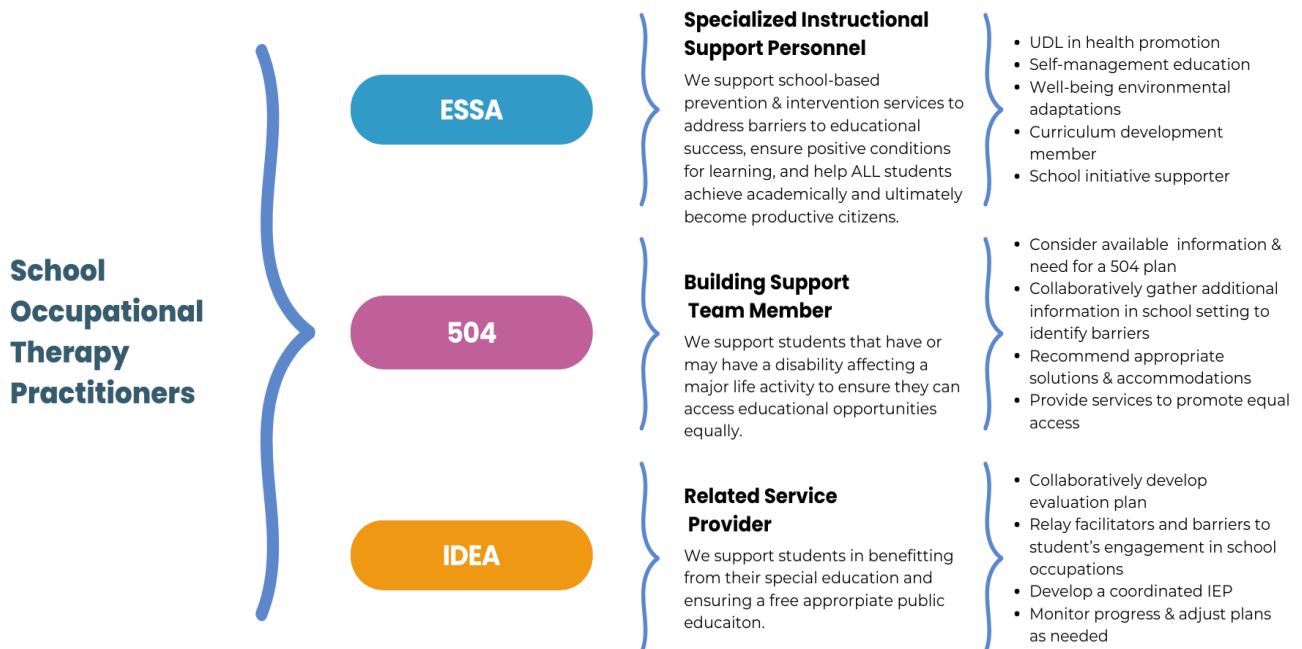 School
Occupational
Therapy
Practitioners
ESSA
Specialized Instructional
Support Personnel
We support school-based
prevention & intervention services to
address barriers to educational
success, ensure positive conditions
for learning, and help ALL students
achieve academically and ultimately
become productive citizens.
• UDL in health promotion
• Self-management education
• Well-being environmental
adaptations
• Curriculum development
member
• School initiative supporter
504
Building Support
Team Member
We support students that have or
may have a disability affecting a
major life activity to ensure they can
access educational opportunities
equally.
• Consider available  information &
need for a 504 plan
• Collaboratively gather additional
information in school setting to
identify barriers
• Recommend appropriate
solutions & accommodations
• Provide services to promote equal
access
IDEA
Related Service
Provider
We support students in benefitting
from their special education and
ensuring a free approrpiate public
educaiton.
• Collaboratively develop
evaluation plan
• Relay facilitators and barriers to
student's engagement in school
occupations
• Develop a coordinated IEP
• Monitor progress & adjust plans
as needed